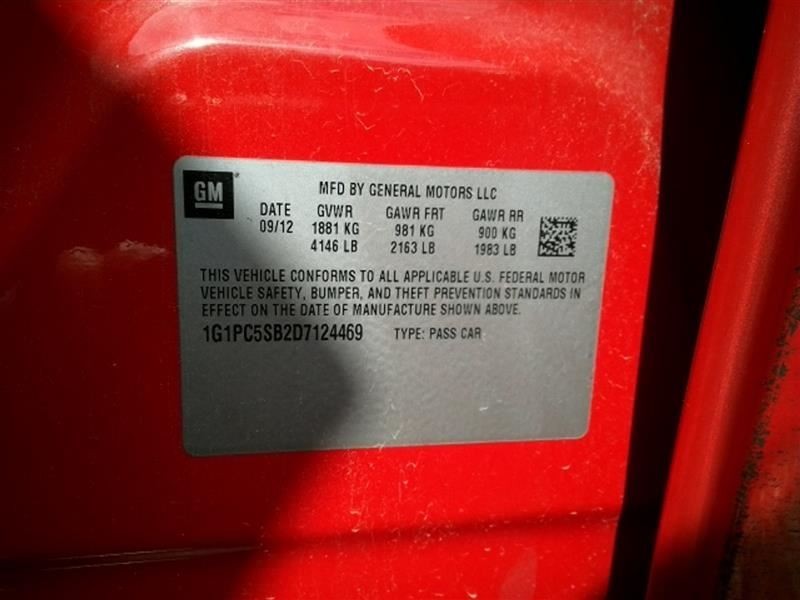 GM
MFD BY GENERAL MOTORS LLC
DATE GVWR GAWR FRT GAWR RR
09/12 1881 KG 981 KG 900 KG
4146 LB 2163 LB 1983 LB
THIS VEHICLE CONFORMS TO ALL APPLICABLE U.S. FEDERAL MOTOR
VEHICLE SAFETY, BUMPER, AND THEFT PREVENTION STANDARDS IN
EFFECT ON THE DATE OF MANUFACTURE SHOWN ABOVE.
1G1PC5SB2D7124469 TYPE: PASS CAR